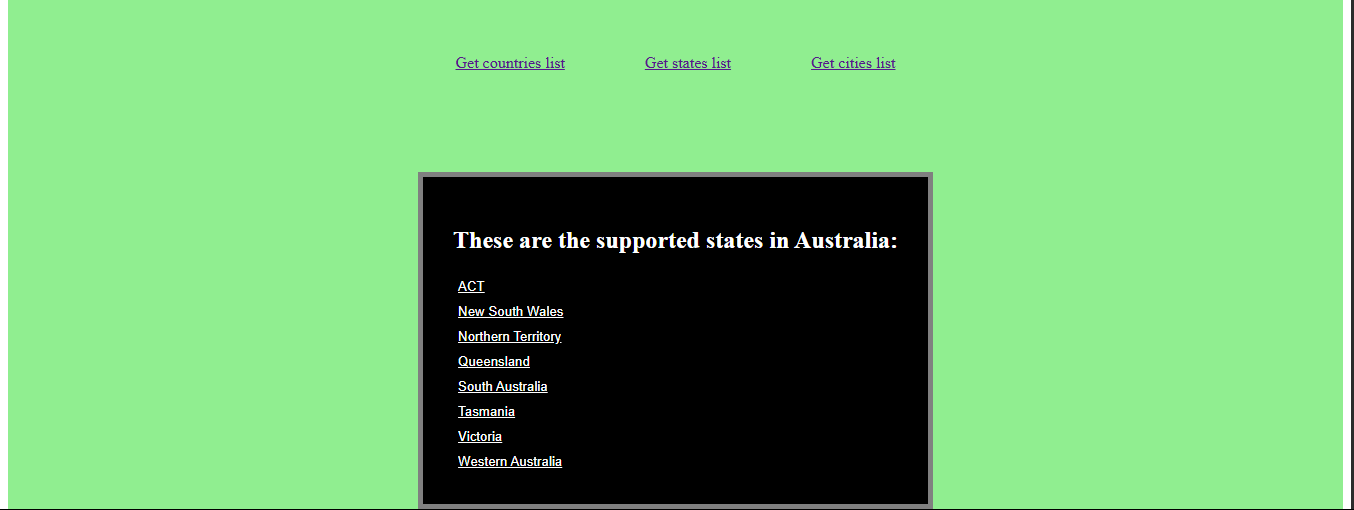 Get countries list Get states list Get cities list
These are the supported states in Australia:
ACT
New South Wales
Northern Territory
Queensland
South Australia
Tasmania
Victoria
Western Australia